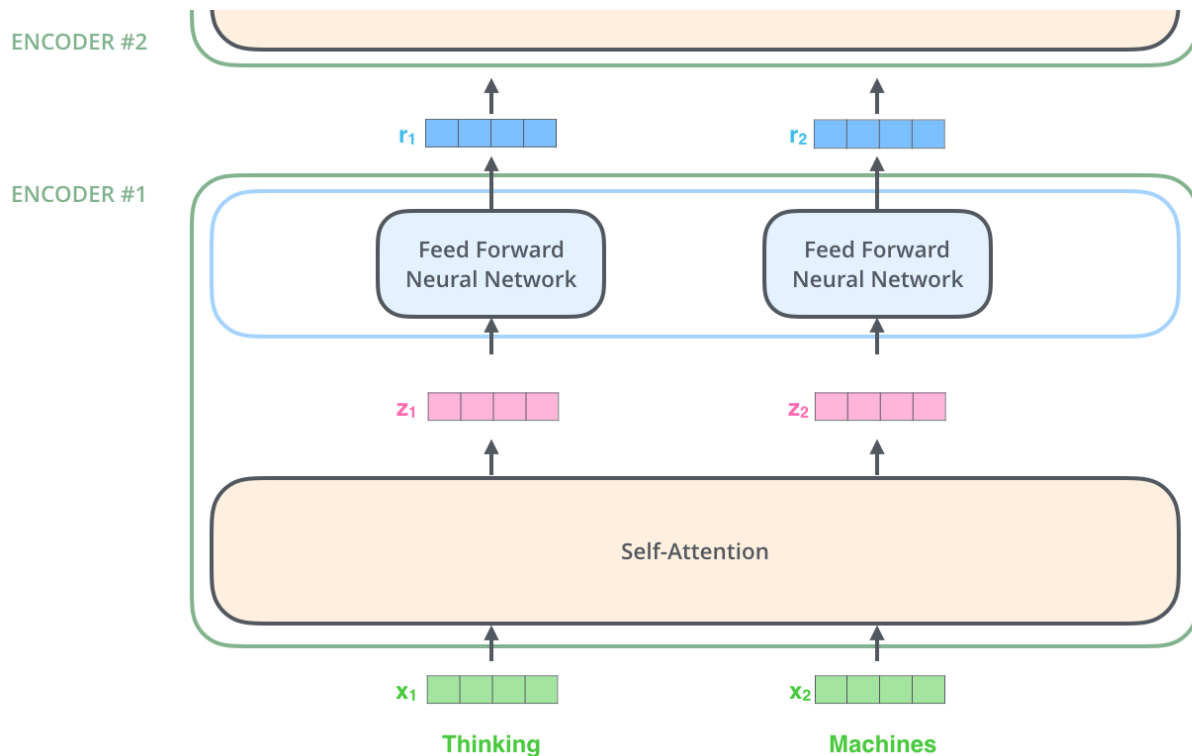 ENCODER #2
r₁ r₂
ENCODER #1
Feed Forward
Neural Network
Feed Forward
Neural Network
z₁ z₂
Self-Attention
x₁ x₂
Thinking Machines